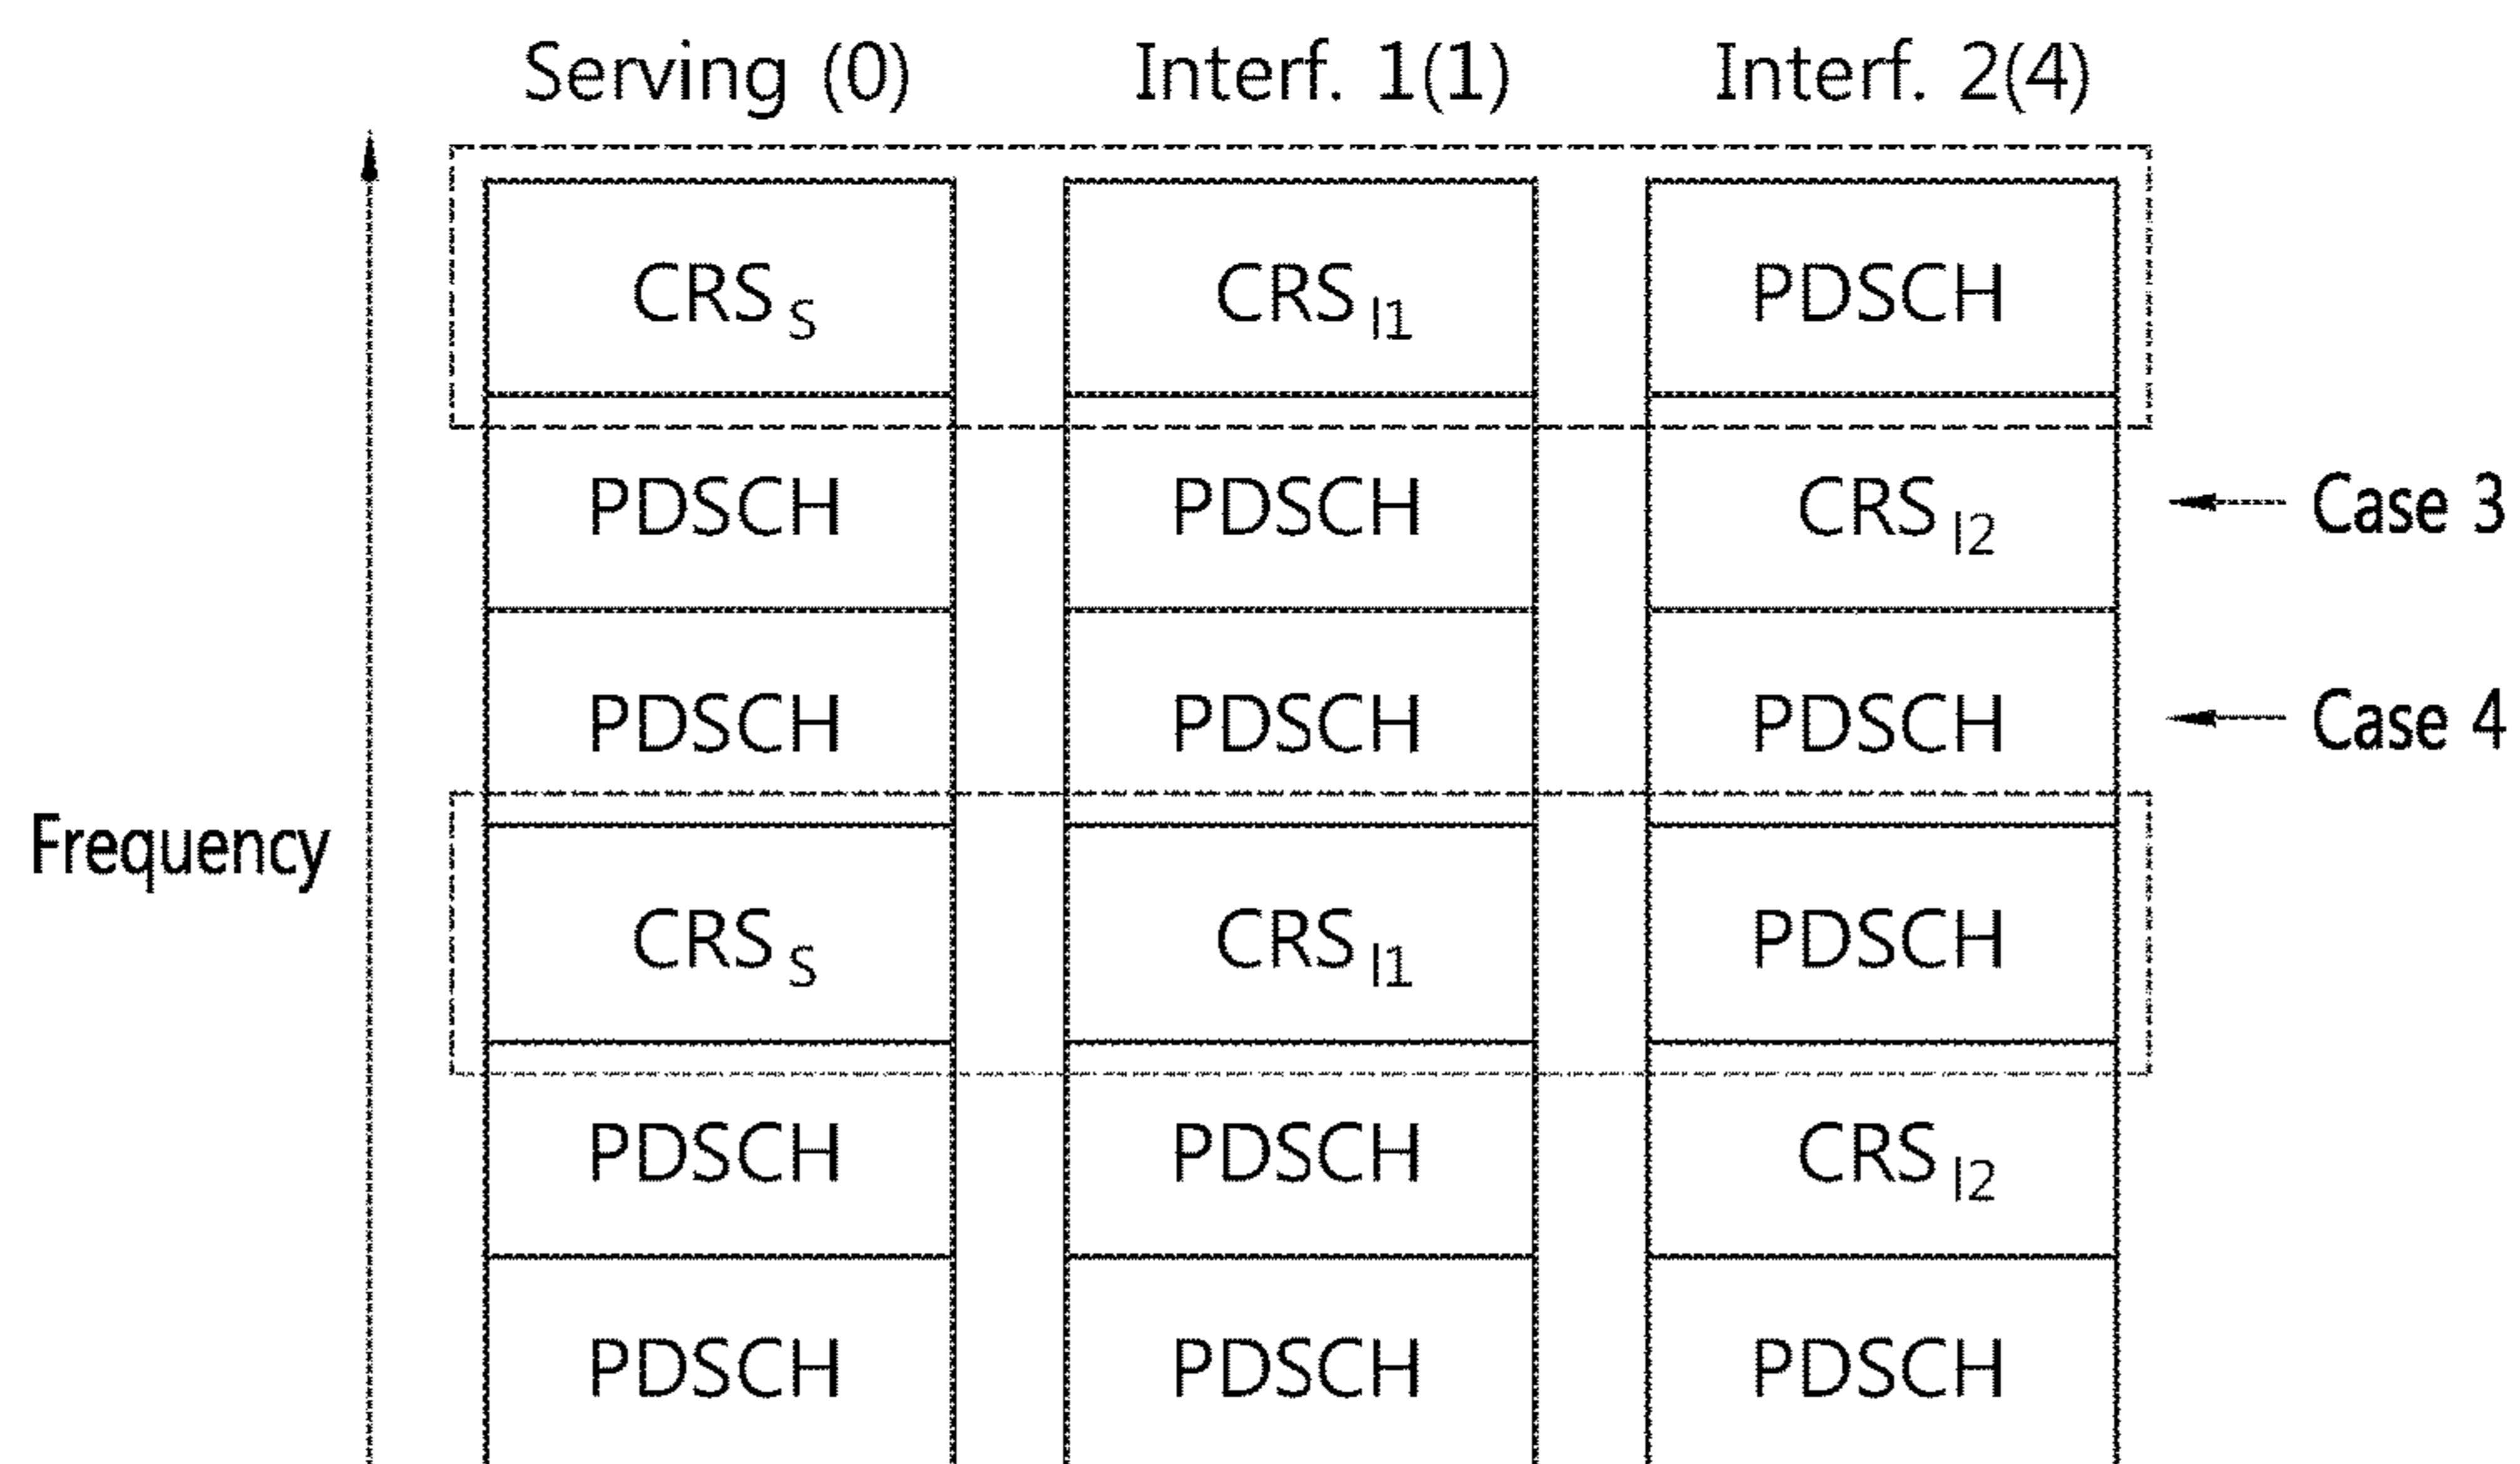 Serving (0) Interf. 1(1) Interf. 2(4)
CRS S CRS I1 PDSCH
PDSCH PDSCH CRS I2 Case 3
PDSCH PDSCH PDSCH Case 4
Frequency
CRS S CRS I1 PDSCH
PDSCH PDSCH CRS I2
PDSCH PDSCH PDSCH